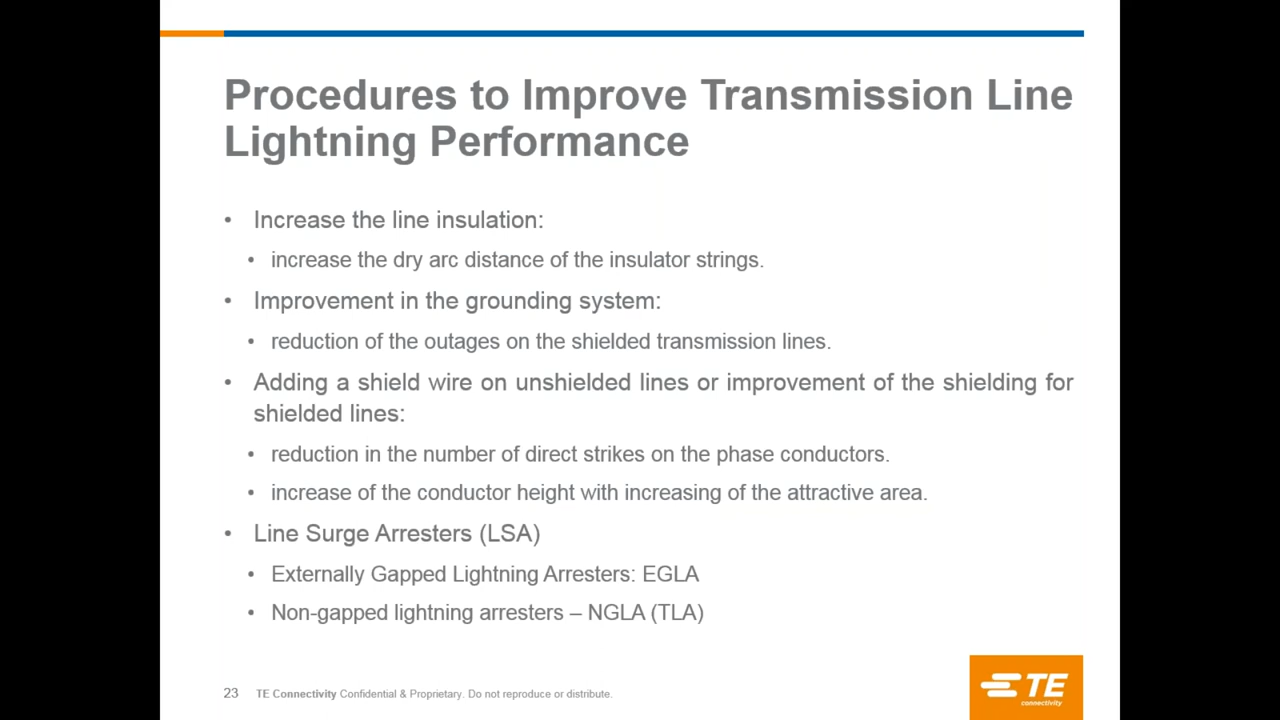 Procedures to Improve Transmission Line
Lightning Performance
• Increase the line insulation:
• increase the dry arc distance of the insulator strings.
• Improvement in the grounding system:
• reduction of the outages on the shielded transmission lines.
• Adding a shield wire on unshielded lines or improvement of the shielding for
shielded lines:
• reduction in the number of direct strikes on the phase conductors.
• increase of the conductor height with increasing of the attractive area.
• Line Surge Arresters (LSA)
• Externally Gapped Lightning Arresters: EGLA
• Non-gapped lightning arresters – NGLA (TLA)
23 TE Connectivity Confidential & Proprietary. Do not reproduce or distribute.
TE
connectivity